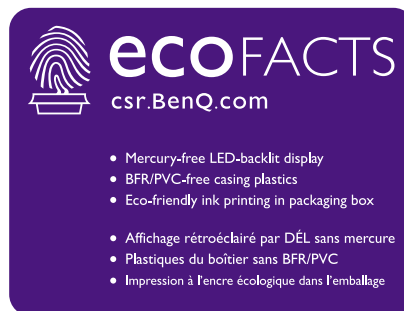 ecoFACTS
csr.BenQ.com
• Mercury-free LED-backlit display
• BFR/PVC-free casing plastics
• Eco-friendly ink printing in packaging box
• Affichage rétroéclairé par DÉL sans mercure
• Plastiques du boîtier sans BFR/PVC
• Impression à l'encre écologique dans l'emballage